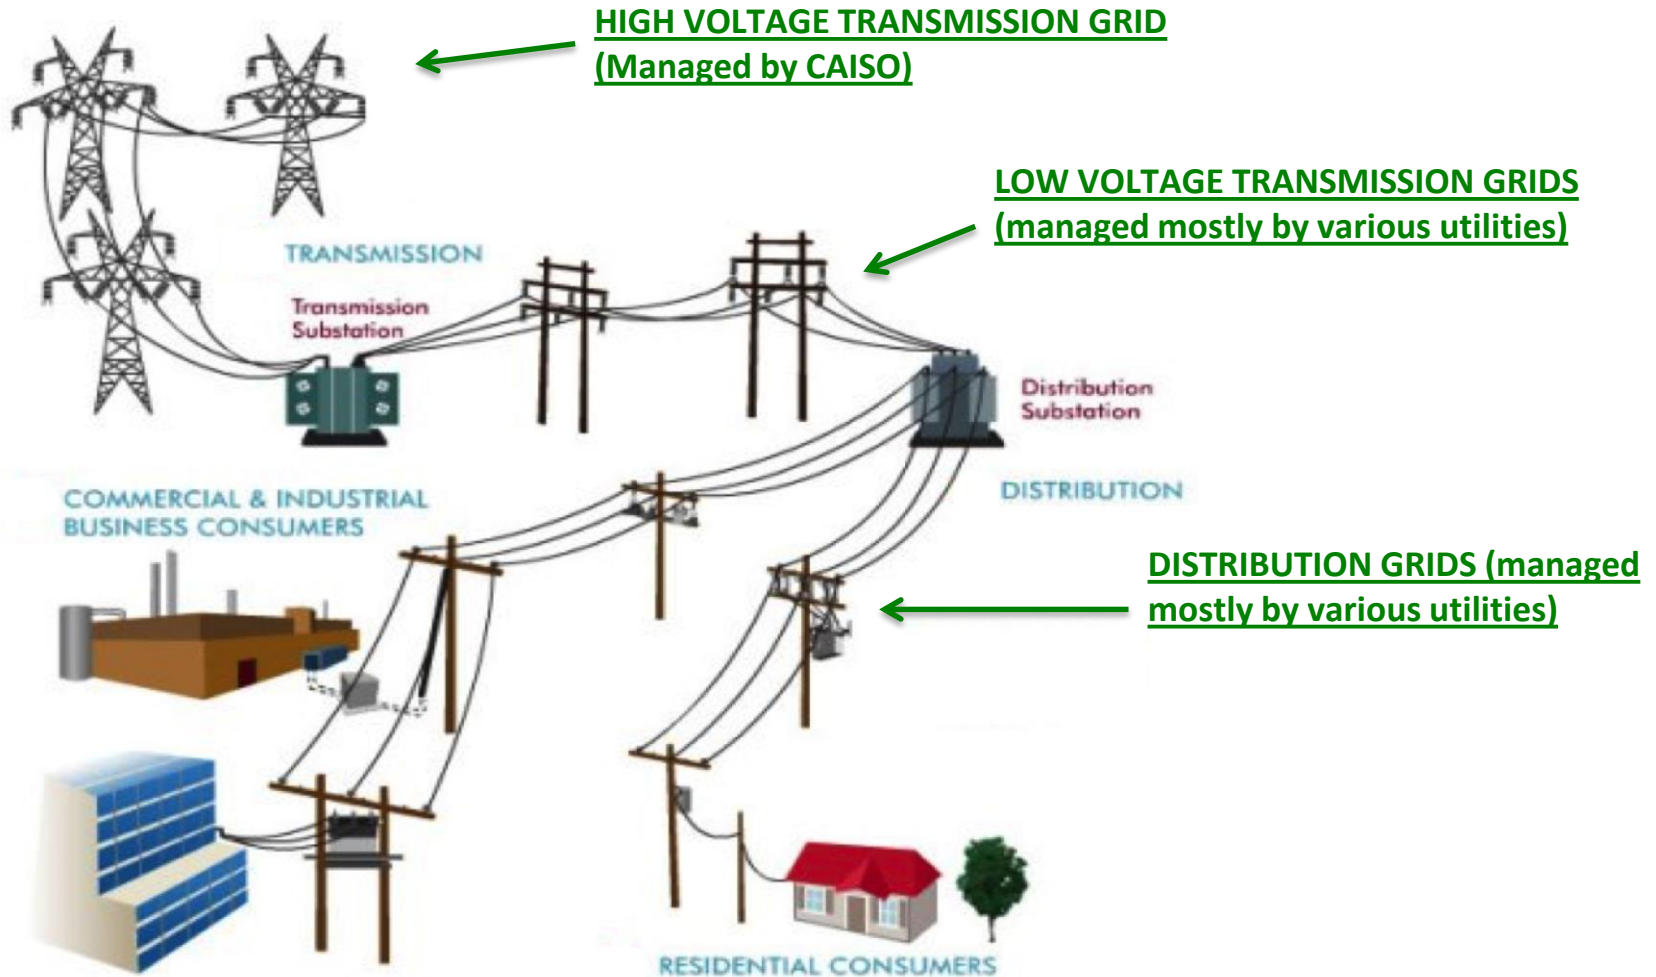 HIGH VOLTAGE TRANSMISSION GRID
(Managed by CAISO)
LOW VOLTAGE TRANSMISSION GRIDS
(managed mostly by various utilities)
TRANSMISSION
Transmission
Substation
Distribution
Substation
COMMERCIAL & INDUSTRIAL
BUSINESS CONSUMERS
DISTRIBUTION
DISTRIBUTION GRIDS (managed
mostly by various utilities)
RESIDENTIAL CONSUMERS